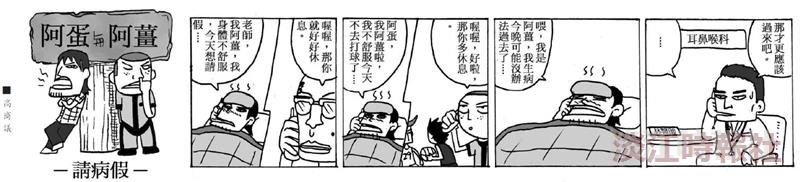 阿蛋與阿薑
■高商議
—請病假—
老師，
我阿薑，我
身體不舒服
，今天想請
假…
喔喔，那你
就好好休
息。
阿蛋，
我阿薑啦，
我不舒服今天
不去打球了…
喔喔，好啦，
那你多休息。
喂，我是
阿薑，我生病
今晚可能沒辦
法過去了…
那才更應該
過來吧。
耳鼻喉科
……
淡江時報社